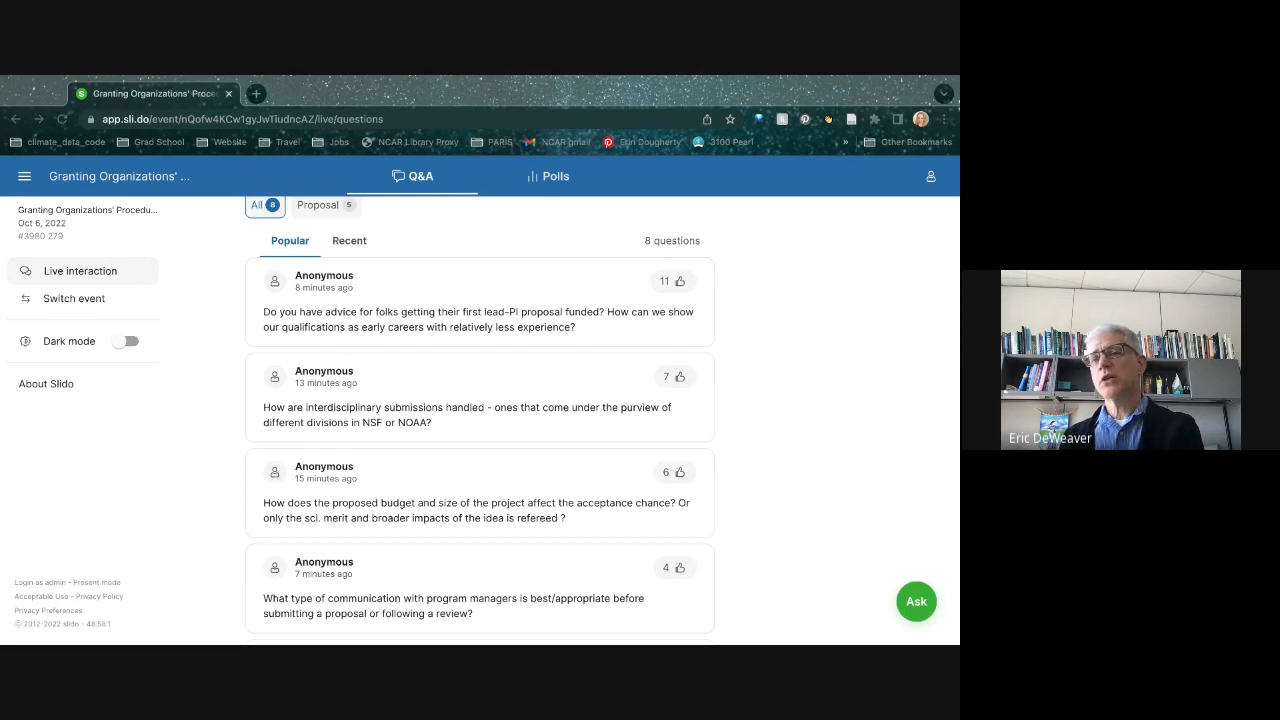 Granting Organizations' Proce
app.sli.do/event/nQofw4KCw1gyJwTiudncAZ/live/questions
climate_data_code Grad School Website Travel Jobs NCAR Library Proxy PARIS NCAR gmail Erin Dougherty 3100 Pearl » Other Bookmarks
Granting Organizations' ... Q&A Polls
Granting Organizations' Procedu...
Oct 6, 2022
#3980 279
Live interaction
Switch event
Dark mode
About Slido
Login as admin - Present mode
Acceptable Use - Privacy Policy
Privacy Preferences
© 2012-2022 slido - 48.58.1
All 8 Proposal 5
Popular Recent 8 questions
Anonymous
8 minutes ago
11
Do you have advice for folks getting their first lead-PI proposal funded? How can we show
our qualifications as early careers with relatively less experience?
Anonymous
13 minutes ago
7
How are interdisciplinary submissions handled - ones that come under the purview of
different divisions in NSF or NOAA?
Anonymous
15 minutes ago
6
How does the proposed budget and size of the project affect the acceptance chance? Or
only the sci. merit and broader impacts of the idea is refereed ?
Anonymous
7 minutes ago
4
What type of communication with program managers is best/appropriate before
submitting a proposal or following a review?
Ask
Eric DeWeaver